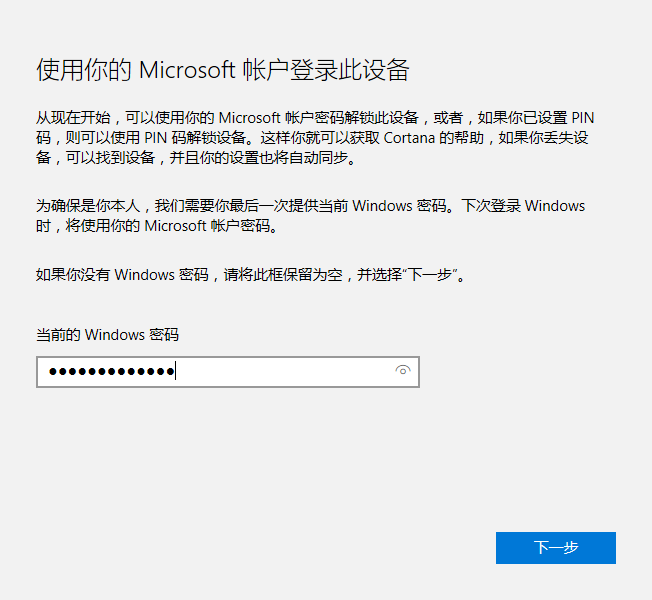 使用你的 Microsoft 帐户登录此设备
从现在开始，可以使用你的 Microsoft 帐户密码解锁此设备，或者，如果你已设置 PIN
码，则可以使用 PIN 码解锁设备。这样你就可以获取 Cortana 的帮助，如果你丢失设
备，可以找到设备，并且你的设置也将自动同步。
为确保是你本人，我们需要你最后一次提供当前 Windows 密码。下次登录 Windows
时，将使用你的 Microsoft 帐户密码。
如果你没有 Windows 密码，请将此框保留为空，并选择"下一步"。
当前的 Windows 密码
●●●●●●●●●●●●●
下一步